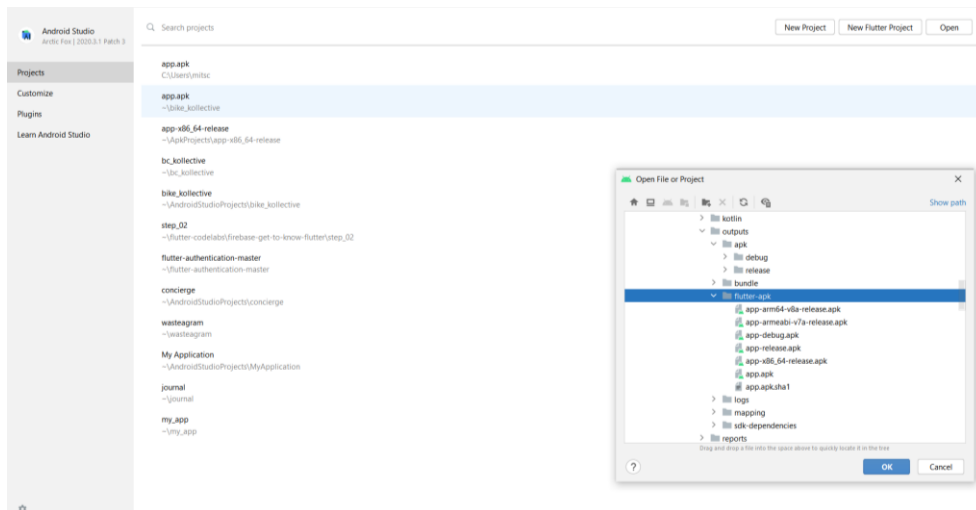 Android Studio
Arctic Fox | 2020.3.1 Patch 3
Search projects
New Project
New Flutter Project
Open
Projects
Customize
Plugins
Learn Android Studio
app.apk
C:\Users\mitsc
app.apk
~\bike_kollective
app-x86_64-release
~\ApkProjects\app-x86_64-release
bc_kollective
~\bc_kollective
bike_kollective
~\AndroidStudioProjects\bike_kollective
step_02
~\flutter-codelabs\firebase-get-to-know-flutter\step_02
flutter-authentication-master
~\flutter-authentication-master
concierge
~\AndroidStudioProjects\concierge
wasteagram
~\wasteagram
My Application
~\AndroidStudioProjects\MyApplication
journal
~\journal
my_app
~\my_app
Open File or Project
Show path
kotlin
outputs
apk
debug
release
bundle
flutter-apk
app-arm64-v8a-release.apk
app-armeabi-v7a-release.apk
app-debug.apk
app-release.apk
app-x86_64-release.apk
app.apk
app.apk.sha1
logs
mapping
sdk-dependencies
reports
Drag and drop a file into the space above to quickly locate it in the tree
?
OK
Cancel